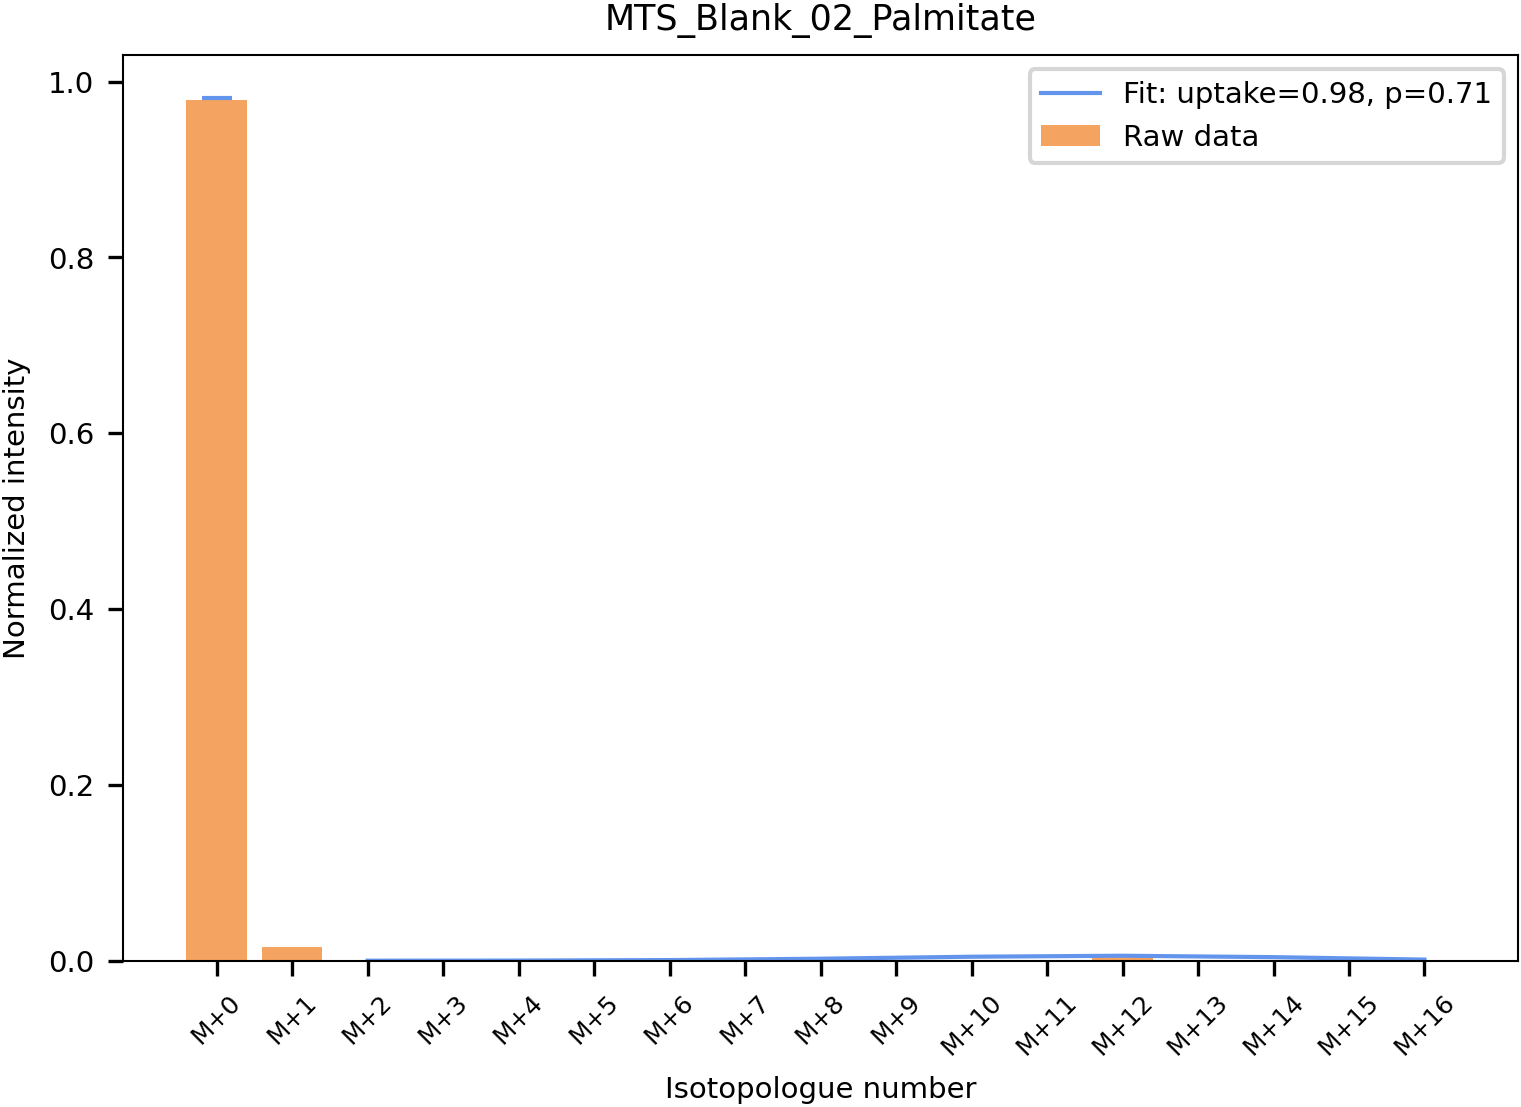 MTS_Blank_02_Palmitate
Fit: uptake=0.98, p=0.71
Raw data
Normalized intensity
1.0
0.8
0.6
0.4
0.2
0.0
M+0
M+1
M+2
M+3
M+4
M+5
M+6
M+7
M+8
M+9
M+10
M+11
M+12
M+13
M+14
M+15
M+16
Isotopologue number